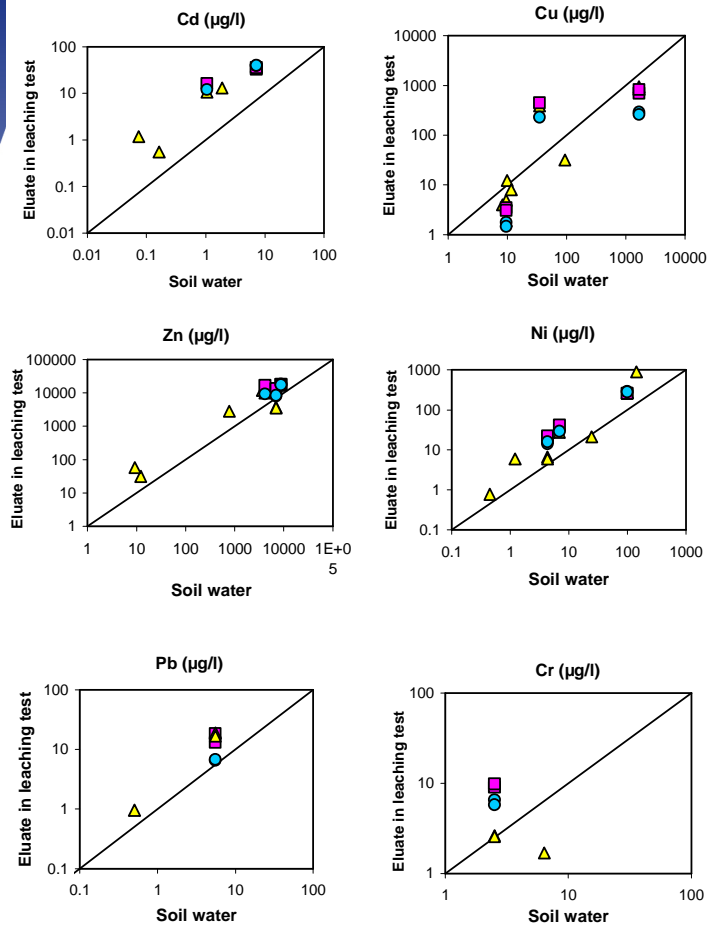 Cd (µg/l)
Eluate in leaching test
100
10
1
0.1
0.01
0.01 0.1 1 10 100
Soil water
Cu (µg/l)
Eluate in leaching test
10000
1000
100
10
1
1 10 100 1000 10000
Soil water
Zn (µg/l)
Eluate in leaching test
100000
10000
1000
100
10
1
1 10 100 1000 10000 1E+0
5
Soil water
Ni (µg/l)
Eluate in leaching test
1000
100
10
1
0.1
0.1 1 10 100 1000
Soil water
Pb (µg/l)
Eluate in leaching test
100
10
1
0.1
0.1 1 10 100
Soil water
Cr (µg/l)
Eluate in leaching test
100
10
1
1 10 100
Soil water